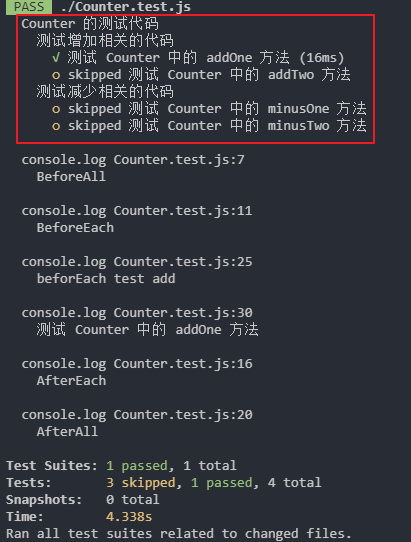 PASS ./Counter.test.js
Counter 的测试代码
测试增加相关的代码
√ 测试 Counter 中的 addOne 方法 (16ms)
○ skipped 测试 Counter 中的 addTwo 方法
测试减少相关的代码
○ skipped 测试 Counter 中的 minusOne 方法
○ skipped 测试 Counter 中的 minusTwo 方法
console.log Counter.test.js:7
BeforeAll
console.log Counter.test.js:11
BeforeEach
console.log Counter.test.js:25
beforEach test add
console.log Counter.test.js:30
测试 Counter 中的 addOne 方法
console.log Counter.test.js:16
AfterEach
console.log Counter.test.js:20
AfterAll
Test Suites: 1 passed, 1 total
Tests: 3 skipped, 1 passed, 4 total
Snapshots: 0 total
Time: 4.338s
Ran all test suites related to changed files.